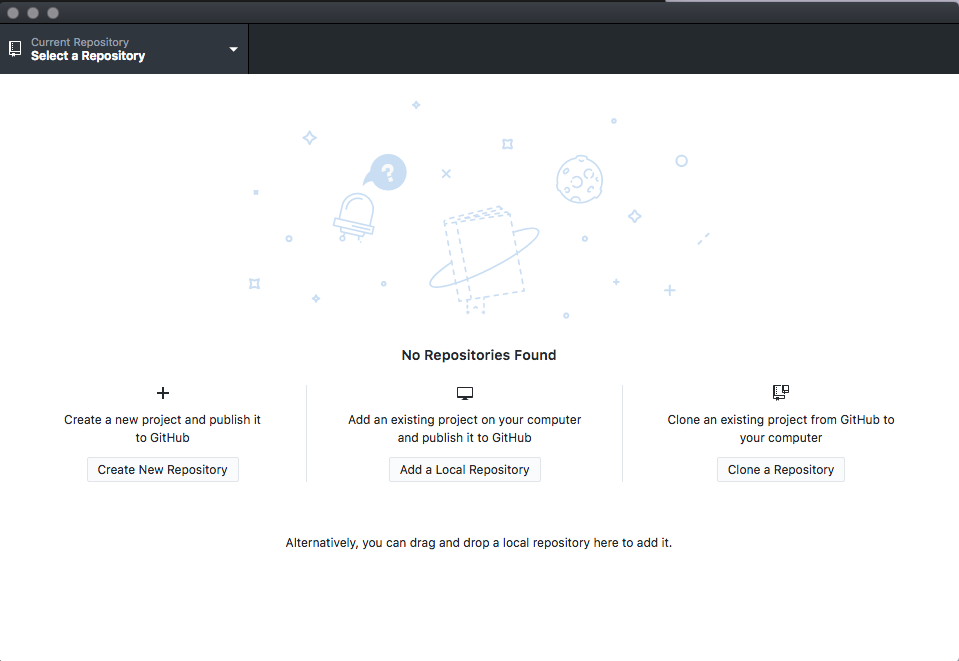 Current Repository
Select a Repository
?
No Repositories Found
Create a new project and publish it
to GitHub
Create New Repository
Add an existing project on your computer
and publish it to GitHub
Add a Local Repository
Clone an existing project from GitHub to
your computer
Clone a Repository
Alternatively, you can drag and drop a local repository here to add it.